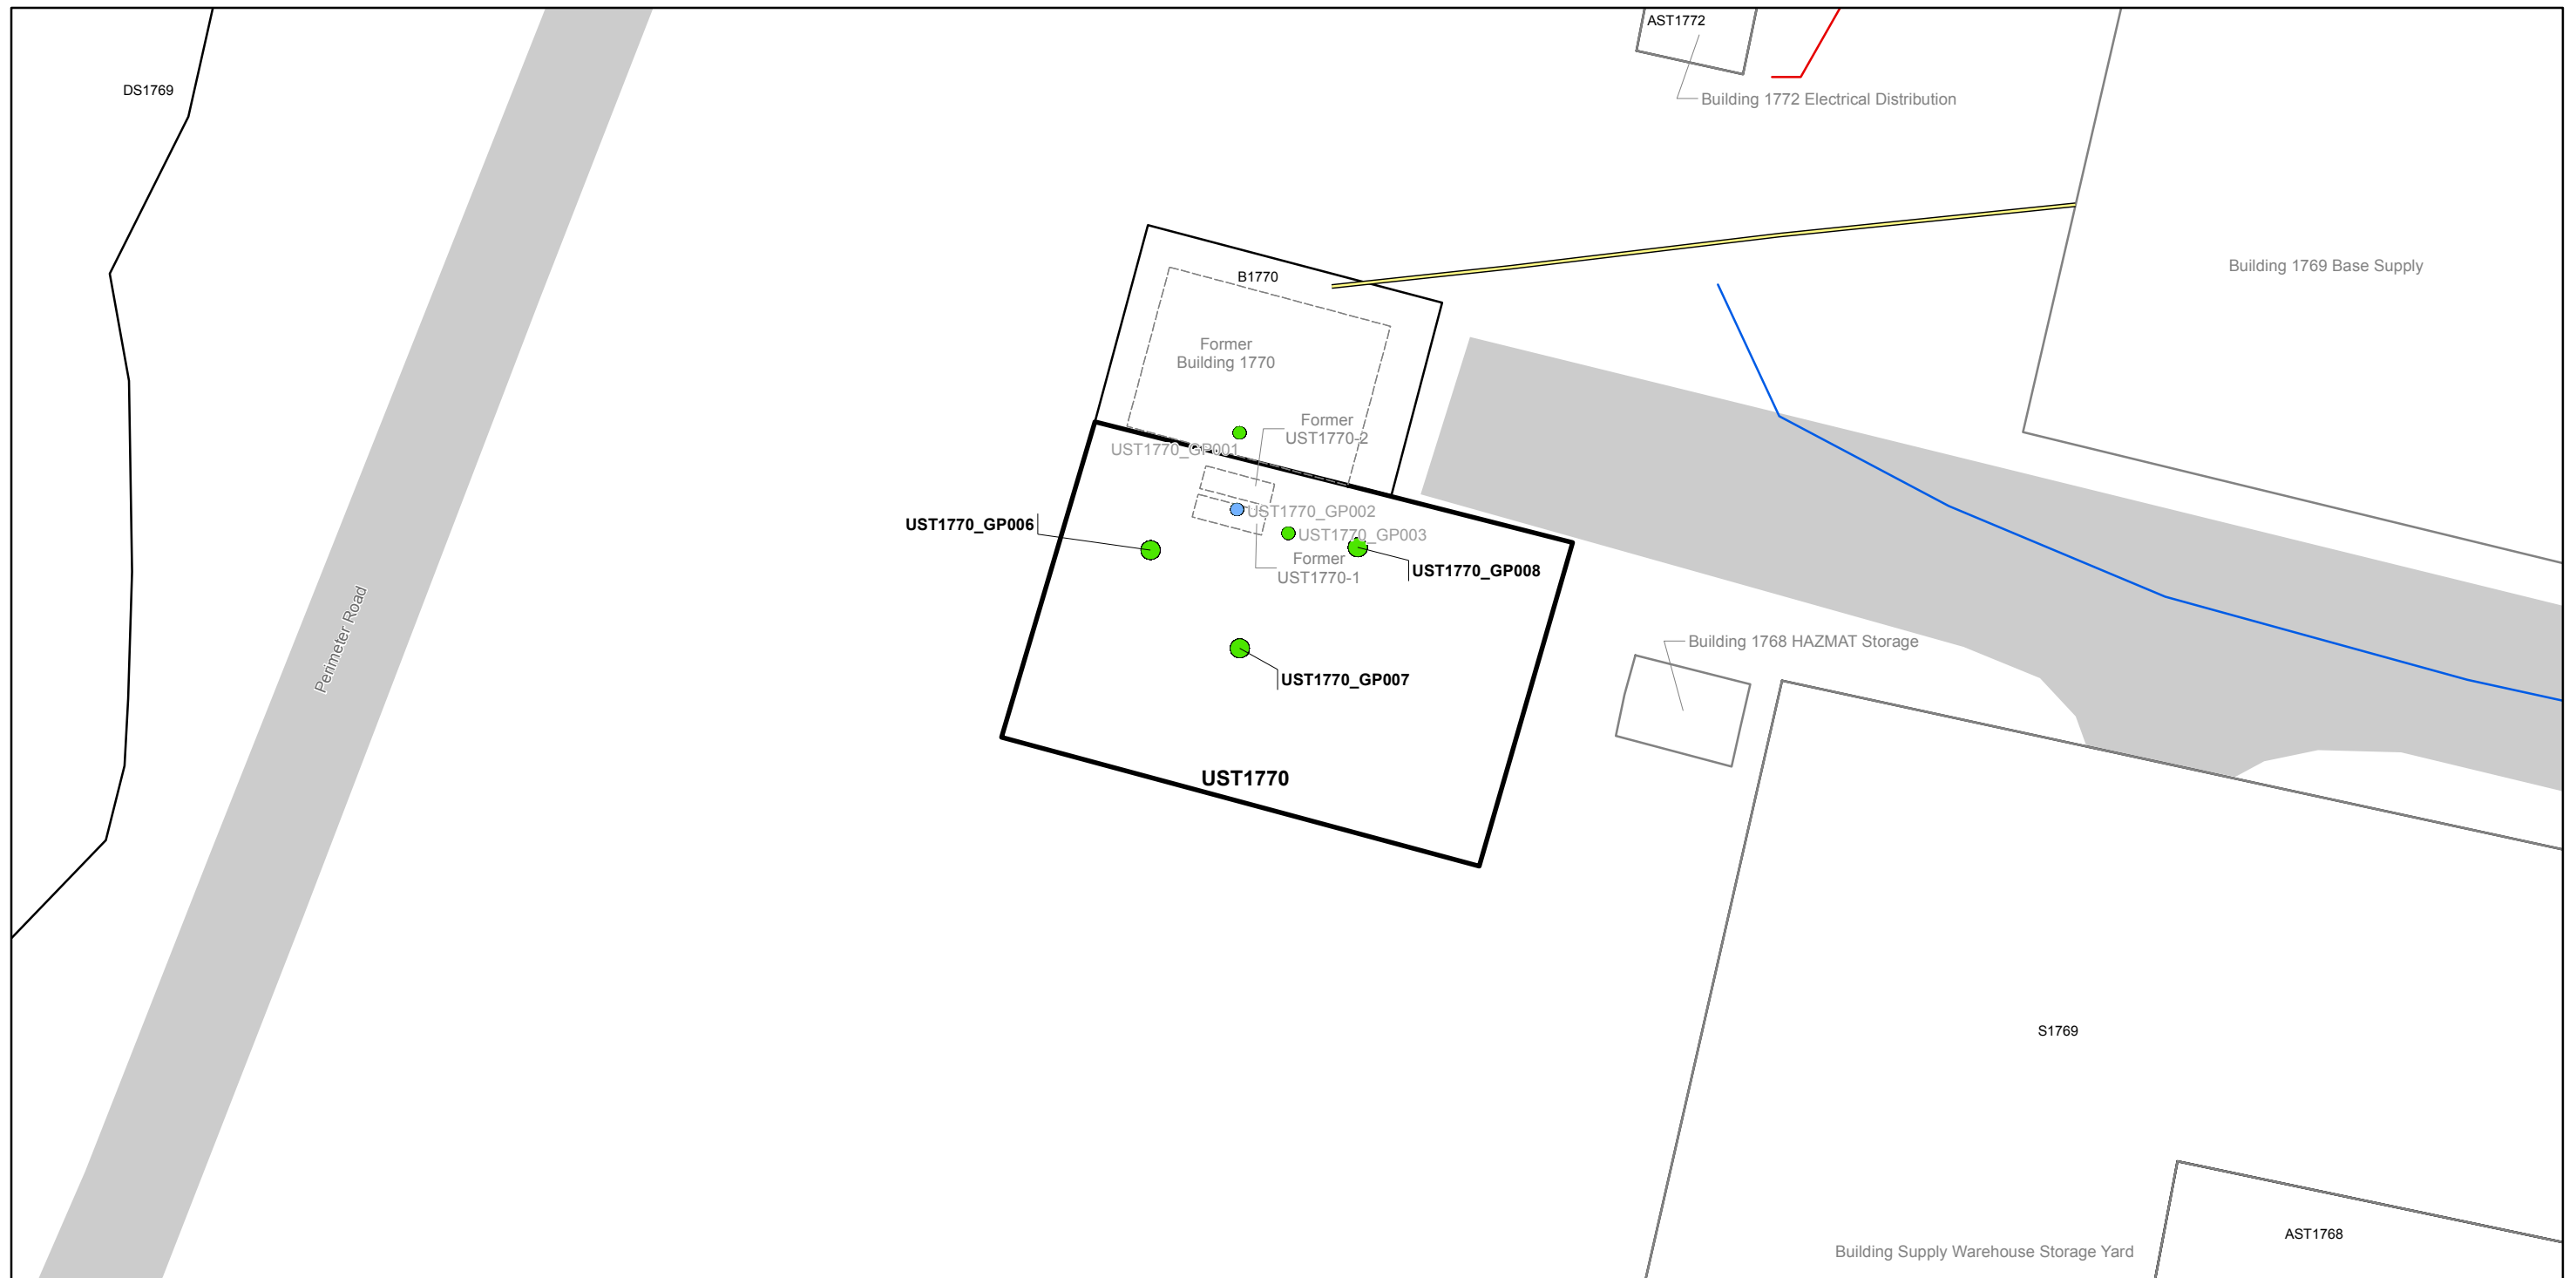 AST1772
DS1769
Building 1772 Electrical Distribution
Building 1769 Base Supply
B1770
Former
Building 1770
Former
UST1770-2
UST1770_GP001
UST1770_GP002
UST1770_GP006
UST1770_GP003
Former
UST1770-1
UST1770_GP008
Perimeter Road
Building 1768 HAZMAT Storage
UST1770_GP007
UST1770
S1769
AST1768
Building Supply Warehouse Storage Yard